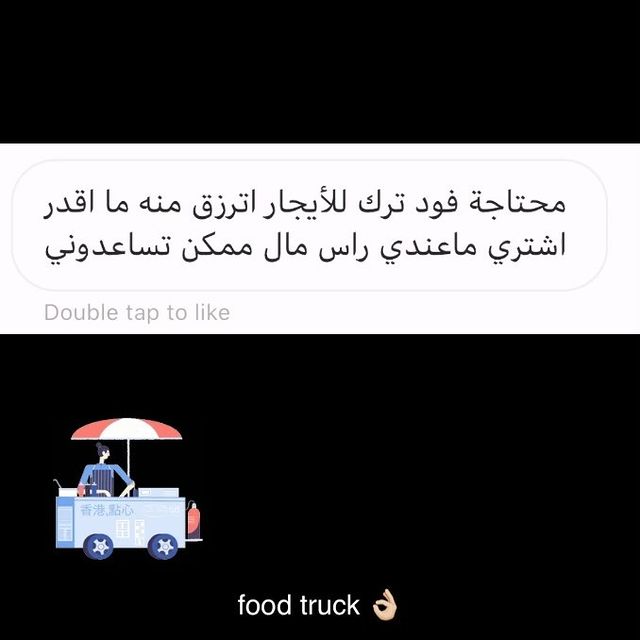 محتاجة فود ترك للأيجار اترزق منه ما اقدر
اشتري ماعندي راس مال ممكن تساعدوني
Double tap to like
香港,點心
food truck 👌🏼